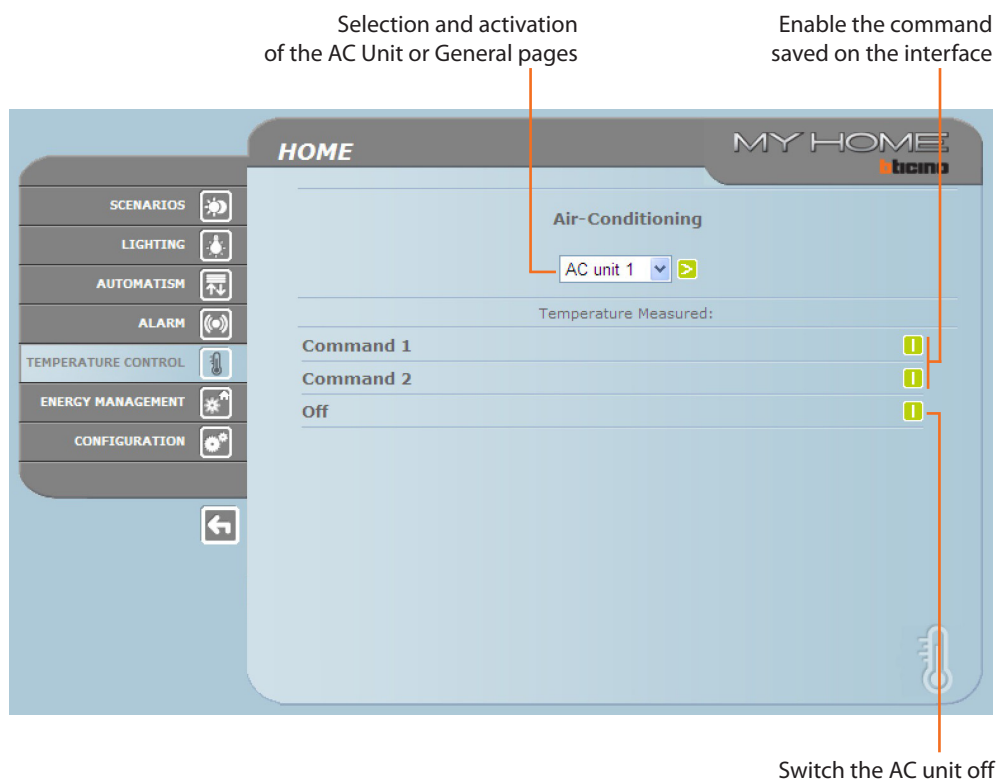 Selection and activation
of the AC Unit or General pages
Enable the command
saved on the interface
HOME
MY HOME
bticino
SCENARIOS
LIGHTING
AUTOMATISM
ALARM
TEMPERATURE CONTROL
ENERGY MANAGEMENT
CONFIGURATION
Air-Conditioning
AC unit 1
Temperature Measured:
Command 1
Command 2
Off
Switch the AC unit off